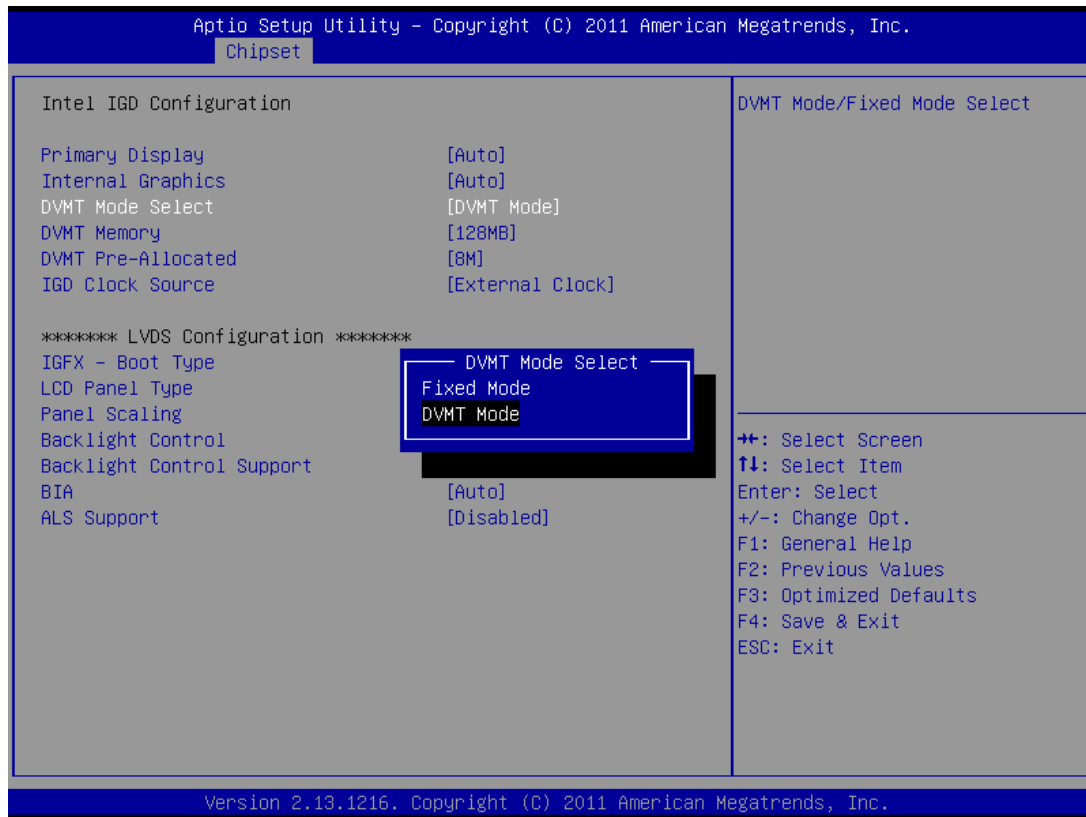 Aptio Setup Utility – Copyright (C) 2011 American Megatrends, Inc.
Chipset
Intel IGD Configuration
Primary Display [Auto]
Internal Graphics [Auto]
DVMT Mode Select [DVMT Mode]
DVMT Memory [128MB]
DVMT Pre-Allocated [8M]
IGD Clock Source [External Clock]
******* LVDS Configuration *******
IGFX – Boot Type
LCD Panel Type
Panel Scaling
Backlight Control
Backlight Control Support
BIA [Auto]
ALS Support [Disabled]
DVMT Mode Select
Fixed Mode
DVMT Mode
DVMT Mode/Fixed Mode Select
→←: Select Screen
↑↓: Select Item
Enter: Select
+/-: Change Opt.
F1: General Help
F2: Previous Values
F3: Optimized Defaults
F4: Save & Exit
ESC: Exit
Version 2.13.1216. Copyright (C) 2011 American Megatrends, Inc.